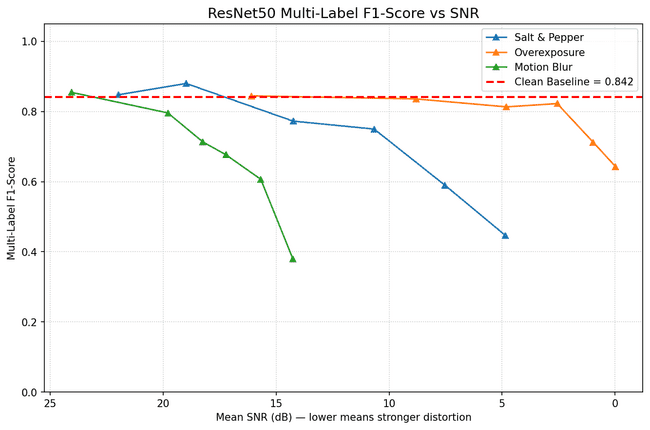 ResNet50 Multi-Label F1-Score vs SNR
Salt & Pepper
Overexposure
Motion Blur
Clean Baseline = 0.842
Multi-Label F1-Score
1.0
0.8
0.6
0.4
0.2
0.0
25
20
15
10
5
0
Mean SNR (dB) — lower means stronger distortion